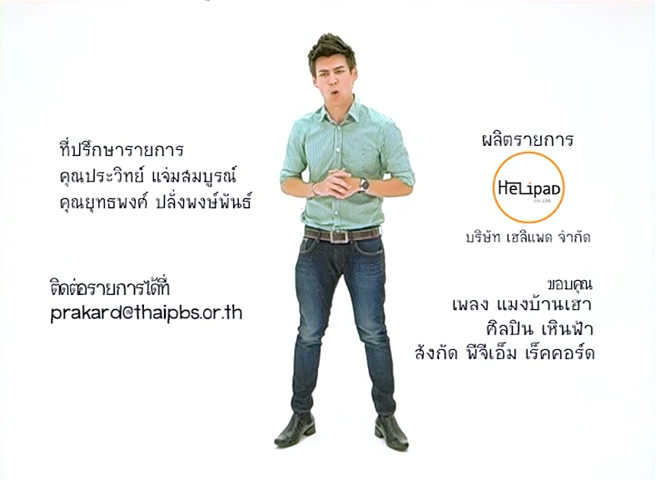 ที่ปรึกษารายการ
คุณประวิทย์ แจ่มสมบูรณ์
คุณยุทธพงศ์ ปลั่งพงษ์พันธ์
ติดต่อรายการได้ที่
prakard@thaipbs.or.th
ผลิตรายการ
HeLipaD
CO.,LTD.
บริษัท เฮลิแพด จำกัด
ขอบคุณ
เพลง แมงบ้านเฮา
ศิลปิน เหินฟ้า
สังกัด พีจีเอ็ม เร็คคอร์ด